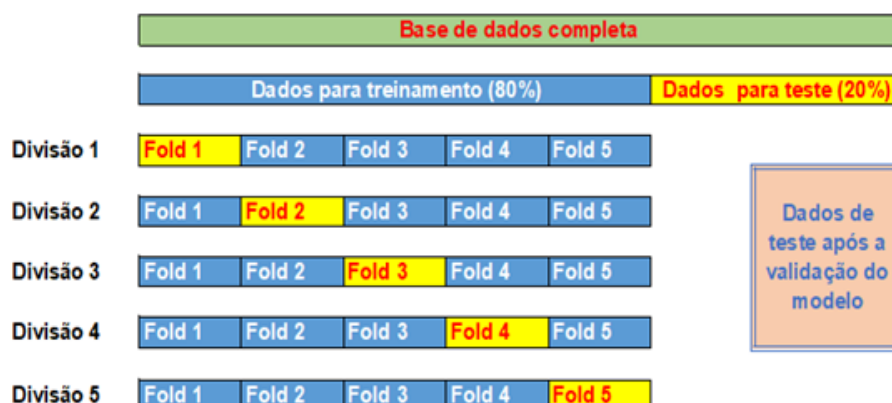 Base de dados completa
Dados para treinamento (80%) Dados para teste (20%)
Divisão 1 Fold 1 Fold 2 Fold 3 Fold 4 Fold 5
Divisão 2 Fold 1 Fold 2 Fold 3 Fold 4 Fold 5
Divisão 3 Fold 1 Fold 2 Fold 3 Fold 4 Fold 5
Divisão 4 Fold 1 Fold 2 Fold 3 Fold 4 Fold 5
Divisão 5 Fold 1 Fold 2 Fold 3 Fold 4 Fold 5
Dados de
teste após a
validação do
modelo